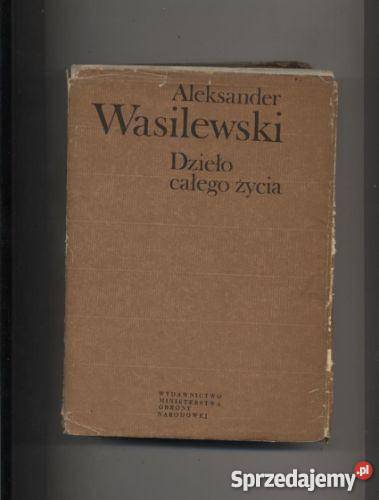 Aleksander
Wasilewski
Dzieło
całego życia
WYDAWNICTWO
MINISTERSTWA
OBRONY
NARODOWEJ
Sprzedajemy.pl